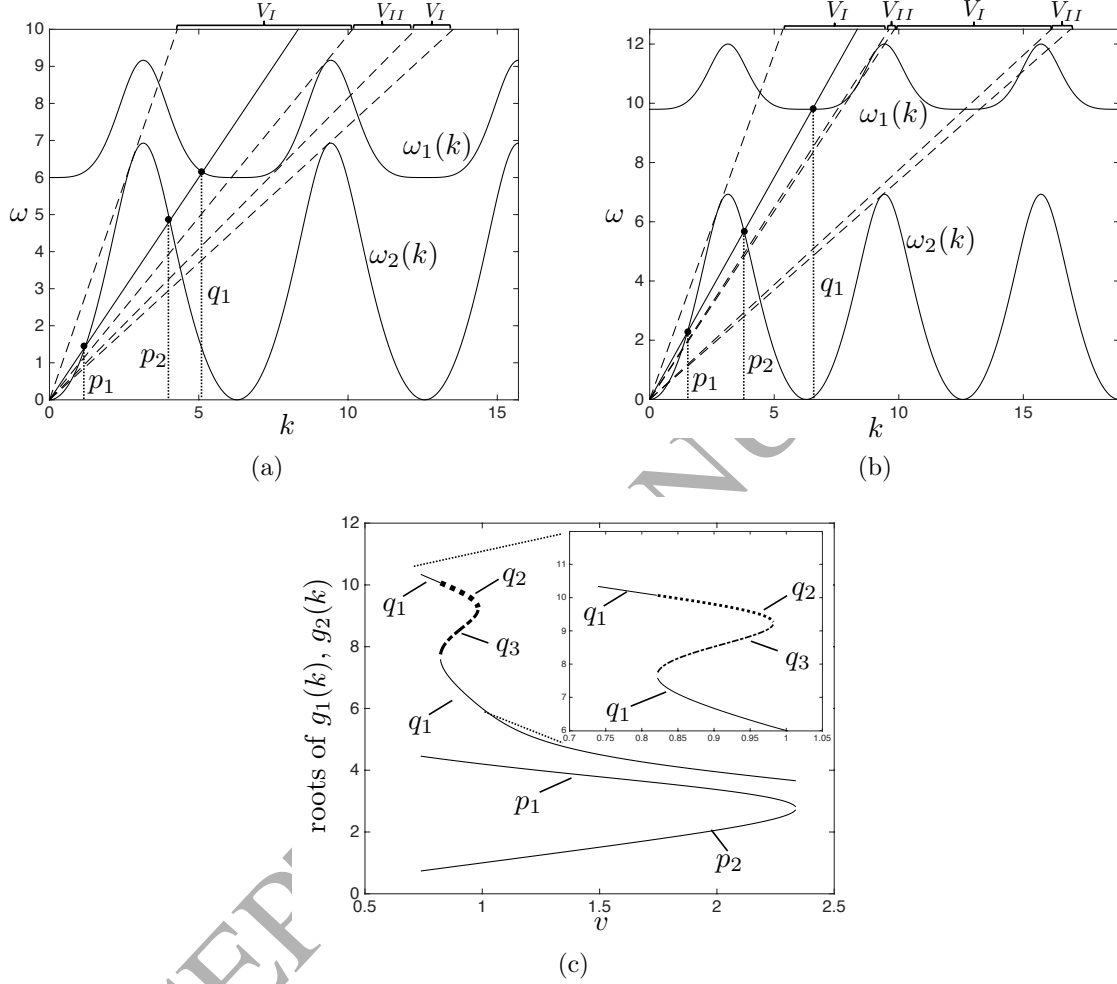 V_I V_II V_I
10
9
8
7
6
5
4
3
2
1
0
ω
ω_1(k)
ω_2(k)
q_1
p_2
p_1
0 5 10 15
k
(a)
V_I V_II V_I V_II
12
10
8
6
4
2
0
ω
ω_1(k)
ω_2(k)
q_1
p_2
p_1
0 5 10 15
k
(b)
12
10
8
6
4
2
0
roots of g_1(k), g_2(k)
q_1
q_2
q_3
q_1
p_1
p_2
0.5 1 1.5 2 2.5
v
11
10
9
8
7
6
q_1
q_2
q_3
q_1
0.7 0.75 0.8 0.85 0.9 0.95 1 1.05
(c)